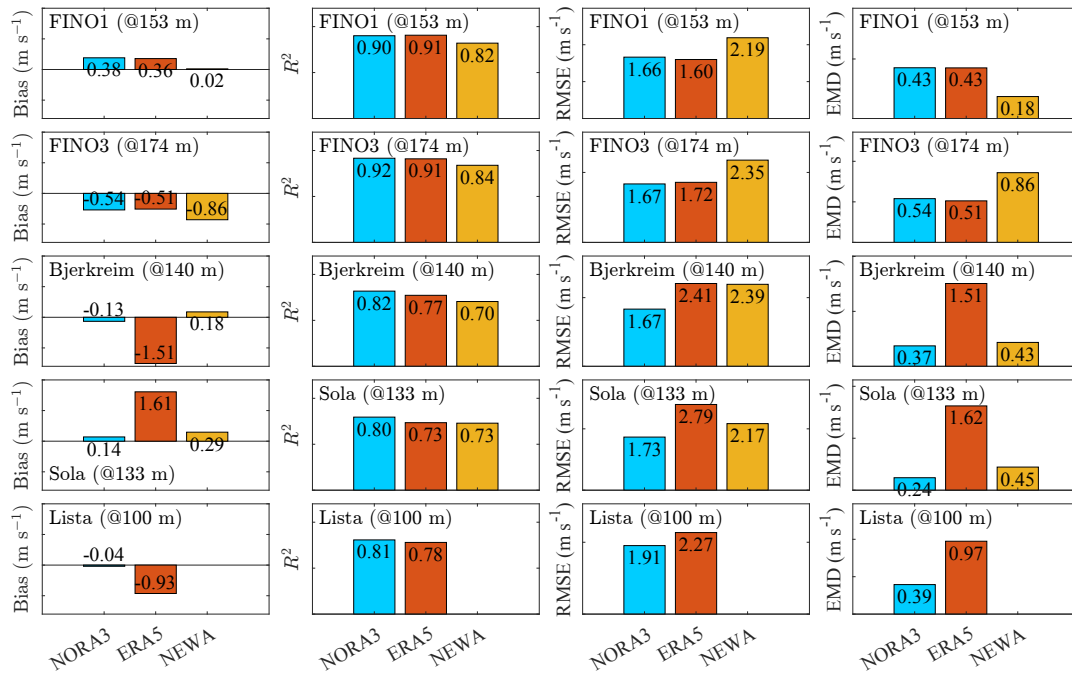 FINO1 (@153 m)
Bias (m s⁻¹)
0.38
0.36
0.02
R²
0.90
0.91
0.82
FINO1 (@153 m)
RMSE (m s⁻¹)
1.66
1.60
2.19
FINO1 (@153 m)
EMD (m s⁻¹)
0.43
0.43
0.18
FINO3 (@174 m)
Bias (m s⁻¹)
-0.54
-0.51
-0.86
R²
0.92
0.91
0.84
FINO3 (@174 m)
RMSE (m s⁻¹)
1.67
1.72
2.35
FINO3 (@174 m)
EMD (m s⁻¹)
0.54
0.51
0.86
Bjerkreim (@140 m)
Bias (m s⁻¹)
-0.13
-1.51
0.18
Bjerkreim (@140 m)
R²
0.82
0.77
0.70
Bjerkreim (@140 m)
RMSE (m s⁻¹)
1.67
2.41
2.39
Bjerkreim (@140 m)
EMD (m s⁻¹)
0.37
1.51
0.43
Bias (m s⁻¹)
0.14
1.61
0.29
Sola (@133 m)
Sola (@133 m)
R²
0.80
0.73
0.73
Sola (@133 m)
RMSE (m s⁻¹)
1.73
2.79
2.17
Sola (@133 m)
EMD (m s⁻¹)
0.24
1.62
0.45
Lista (@100 m)
Bias (m s⁻¹)
-0.04
-0.93
Lista (@100 m)
R²
0.81
0.78
Lista (@100 m)
RMSE (m s⁻¹)
1.91
2.27
Lista (@100 m)
EMD (m s⁻¹)
0.39
0.97
NORA3
ERA5
NEWA
NORA3
ERA5
NEWA
NORA3
ERA5
NEWA
NORA3
ERA5
NEWA